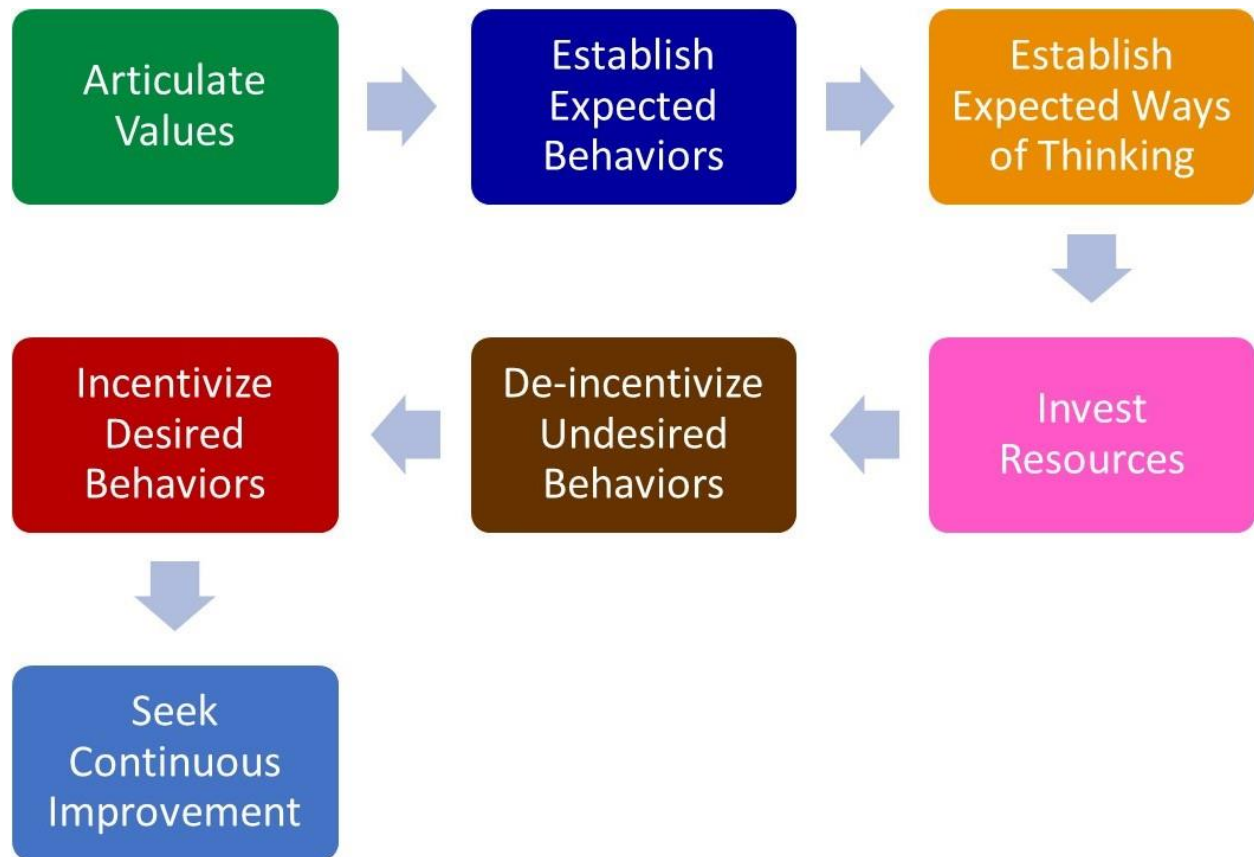 Articulate
Values
Establish
Expected
Behaviors
Establish
Expected Ways
of Thinking
Invest
Resources
De-incentivize
Undesired
Behaviors
Incentivize
Desired
Behaviors
Seek
Continuous
Improvement